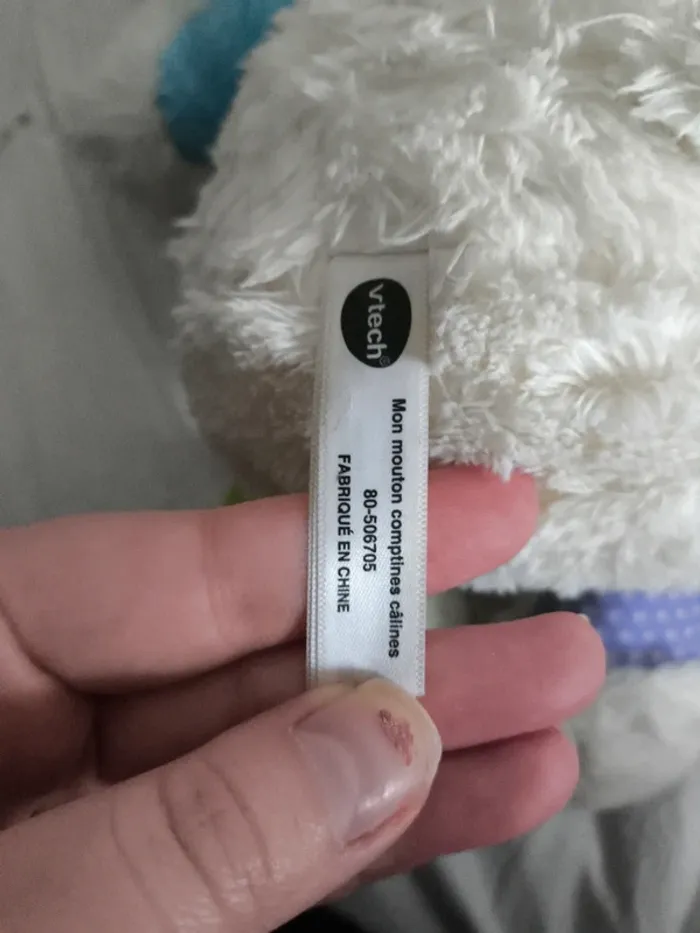 vtech®
Mon mouton comptines câlines
80-506705
FABRIQUÉ EN CHINE